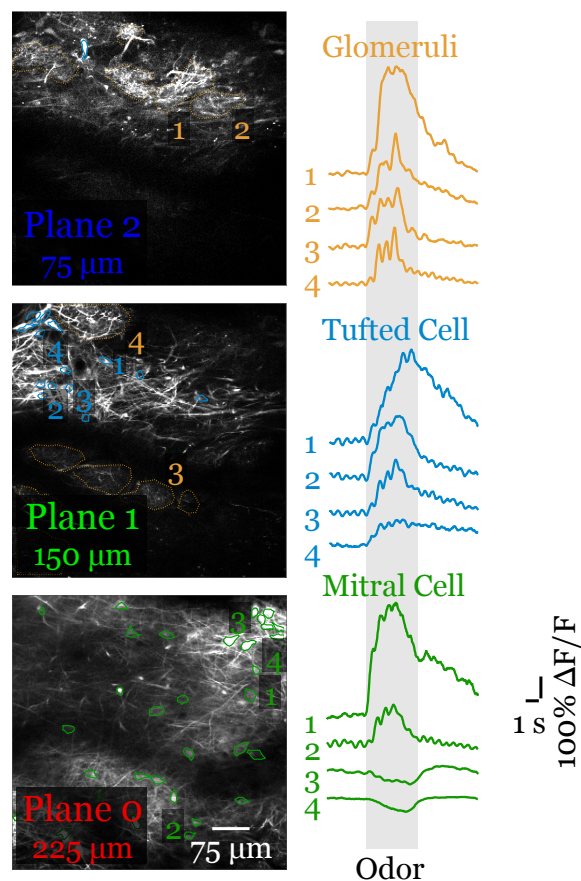 Glomeruli
1
2
3
4
1
2
Plane 2
75 µm
Tufted Cell
1
2
3
4
4
4
1
2
3
3
Plane 1
150 µm
Mitral Cell
1
2
3
4
3
4
1
2
Plane 0
225 µm
75 µm
1 s
100% ΔF/F
Odor